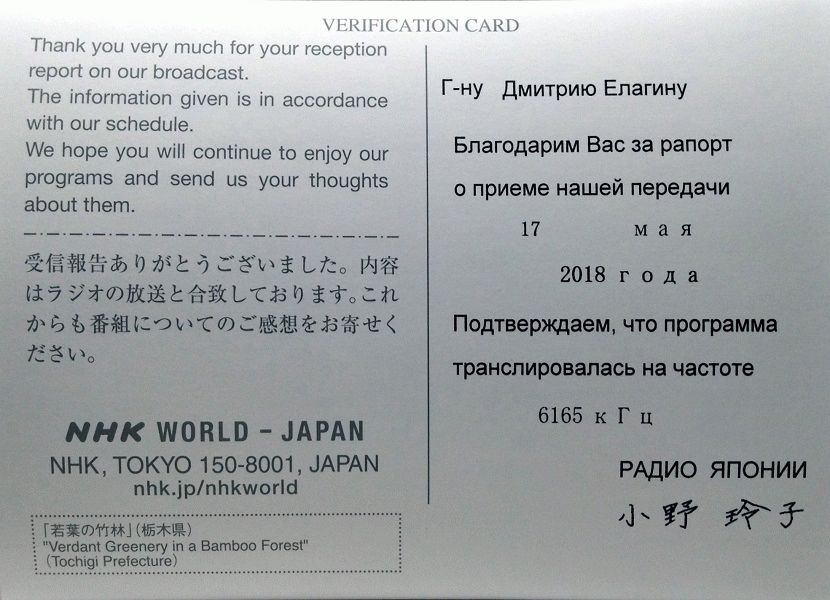 VERIFICATION CARD
Thank you very much for your reception
report on our broadcast.
The information given is in accordance
with our schedule.
We hope you will continue to enjoy our
programs and send us your thoughts
about them.
受信報告ありがとうございました。内容
はラジオの放送と合致しております。これ
からも番組についてのご感想をお寄せく
ださい。
NHK WORLD - JAPAN
NHK, TOKYO 150-8001, JAPAN
nhk.jp/nhkworld
「若葉の竹林」(栃木県)
"Verdant Greenery in a Bamboo Forest"
(Tochigi Prefecture)
Г-ну Дмитрию Елагину
Благодарим Вас за рапорт
о приеме нашей передачи
17 мая
2018 года
Подтверждаем, что программа
транслировалась на частоте
6165 кГц
РАДИО ЯПОНИИ
小野 玲子